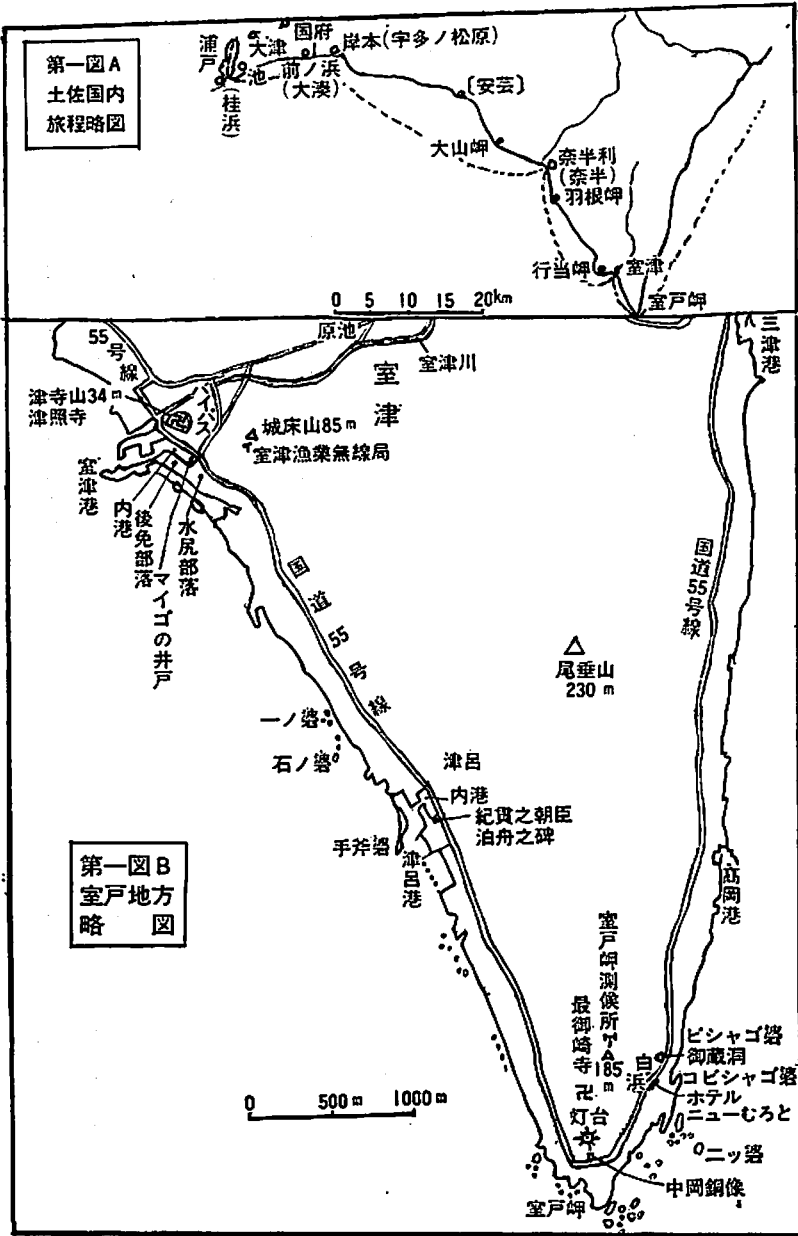 第一図A
土佐国内
旅程略図
浦戸
大津
国府
岸本(宇多ノ松原)
池
前ノ浜
(大湊)
(桂浜)
〔安芸〕
大山岬
奈半利
(奈半)
羽根岬
行当岬
室津
室戸岬
0 5 10 15 20km
55号線
原池
室津川
三津港
津寺山34m
津照寺
バイパス
室津
城床山85m
室津漁業無線局
室津港
内港
後免部落
マイゴの井戸
水尻部落
国道55号線
国道55号線
尾垂山
230m
一ノ碆
石ノ碆
津呂
内港
紀貫之朝臣
泊舟之碑
手斧碆
津呂港
高岡港
第一図B
室戸地方
略図
室戸岬測候所
185m
最御崎寺
白浜
ビシャゴ碆
御蔵洞
コビシャゴ碆
ホテル
ニューむろと
灯台
二ッ碆
中岡銅像
室戸岬
0 500m 1000m